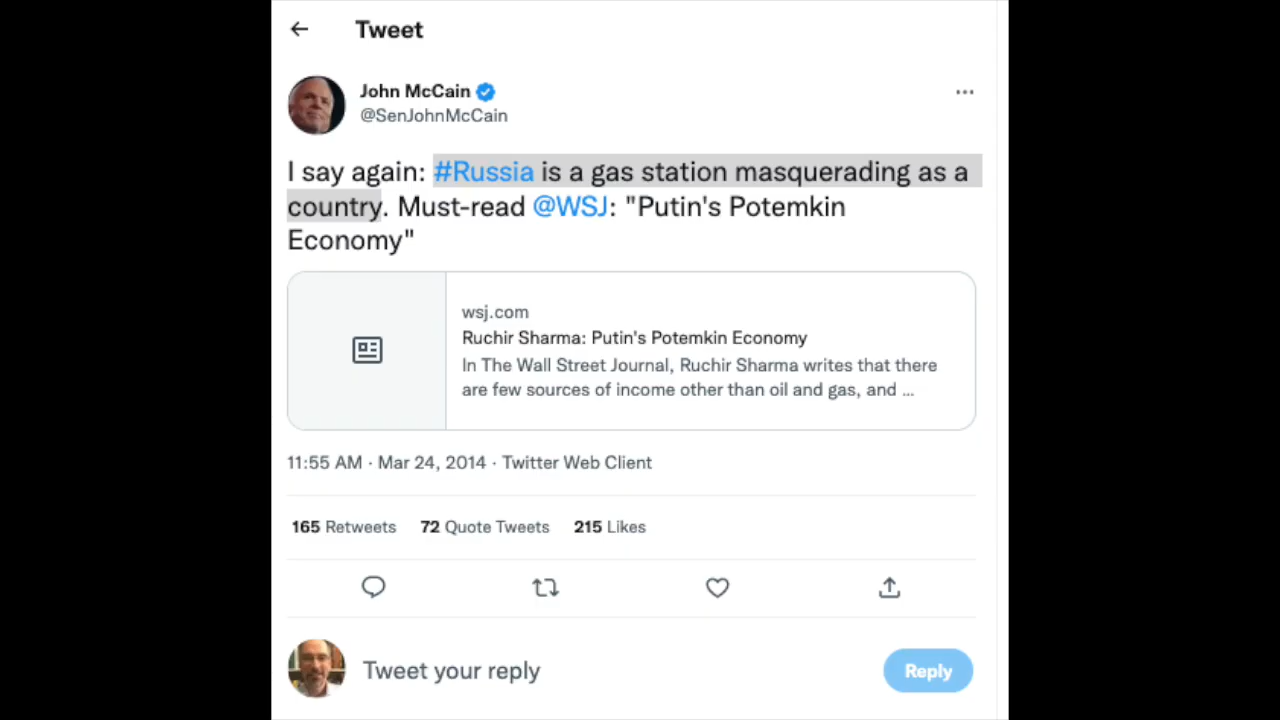 Tweet
John McCain
@SenJohnMcCain
I say again: #Russia is a gas station masquerading as a
country. Must-read @WSJ: "Putin's Potemkin
Economy"
wsj.com
Ruchir Sharma: Putin's Potemkin Economy
In The Wall Street Journal, Ruchir Sharma writes that there
are few sources of income other than oil and gas, and ...
11:55 AM · Mar 24, 2014 · Twitter Web Client
165 Retweets 72 Quote Tweets 215 Likes
Tweet your reply
Reply